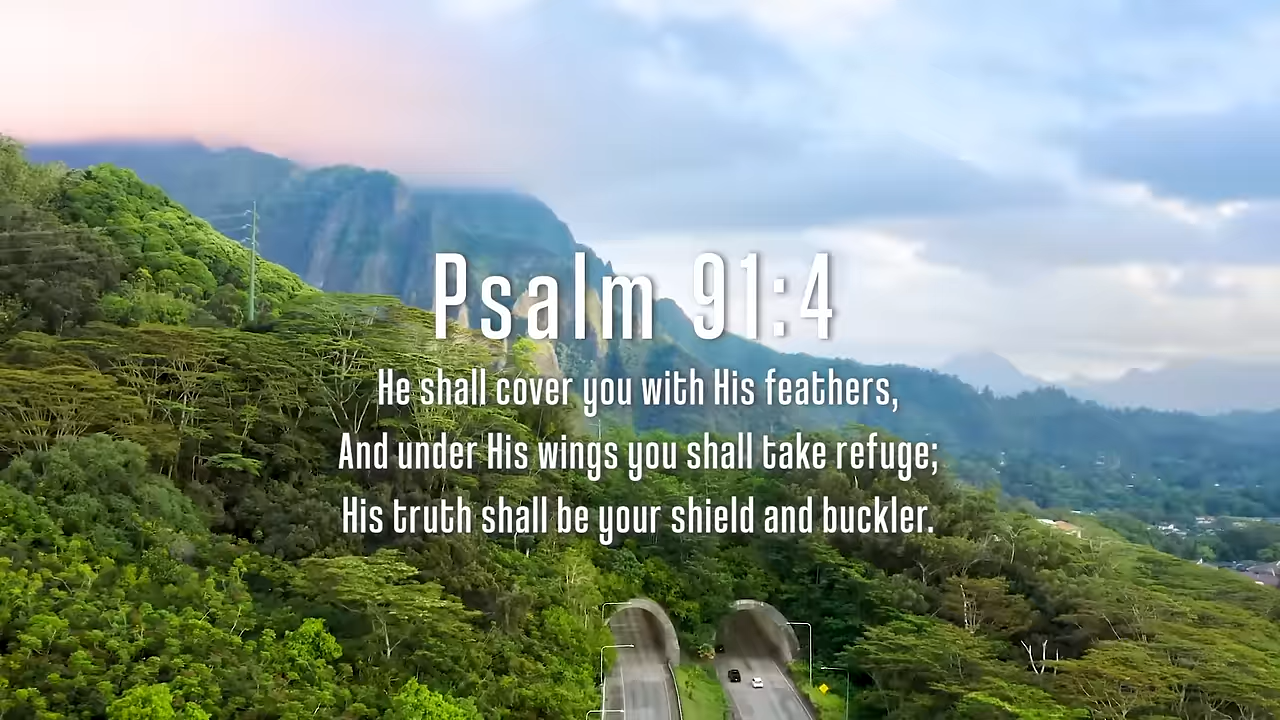 Psalm 91:4
He shall cover you with His feathers,
And under His wings you shall take refuge;
His truth shall be your shield and buckler.